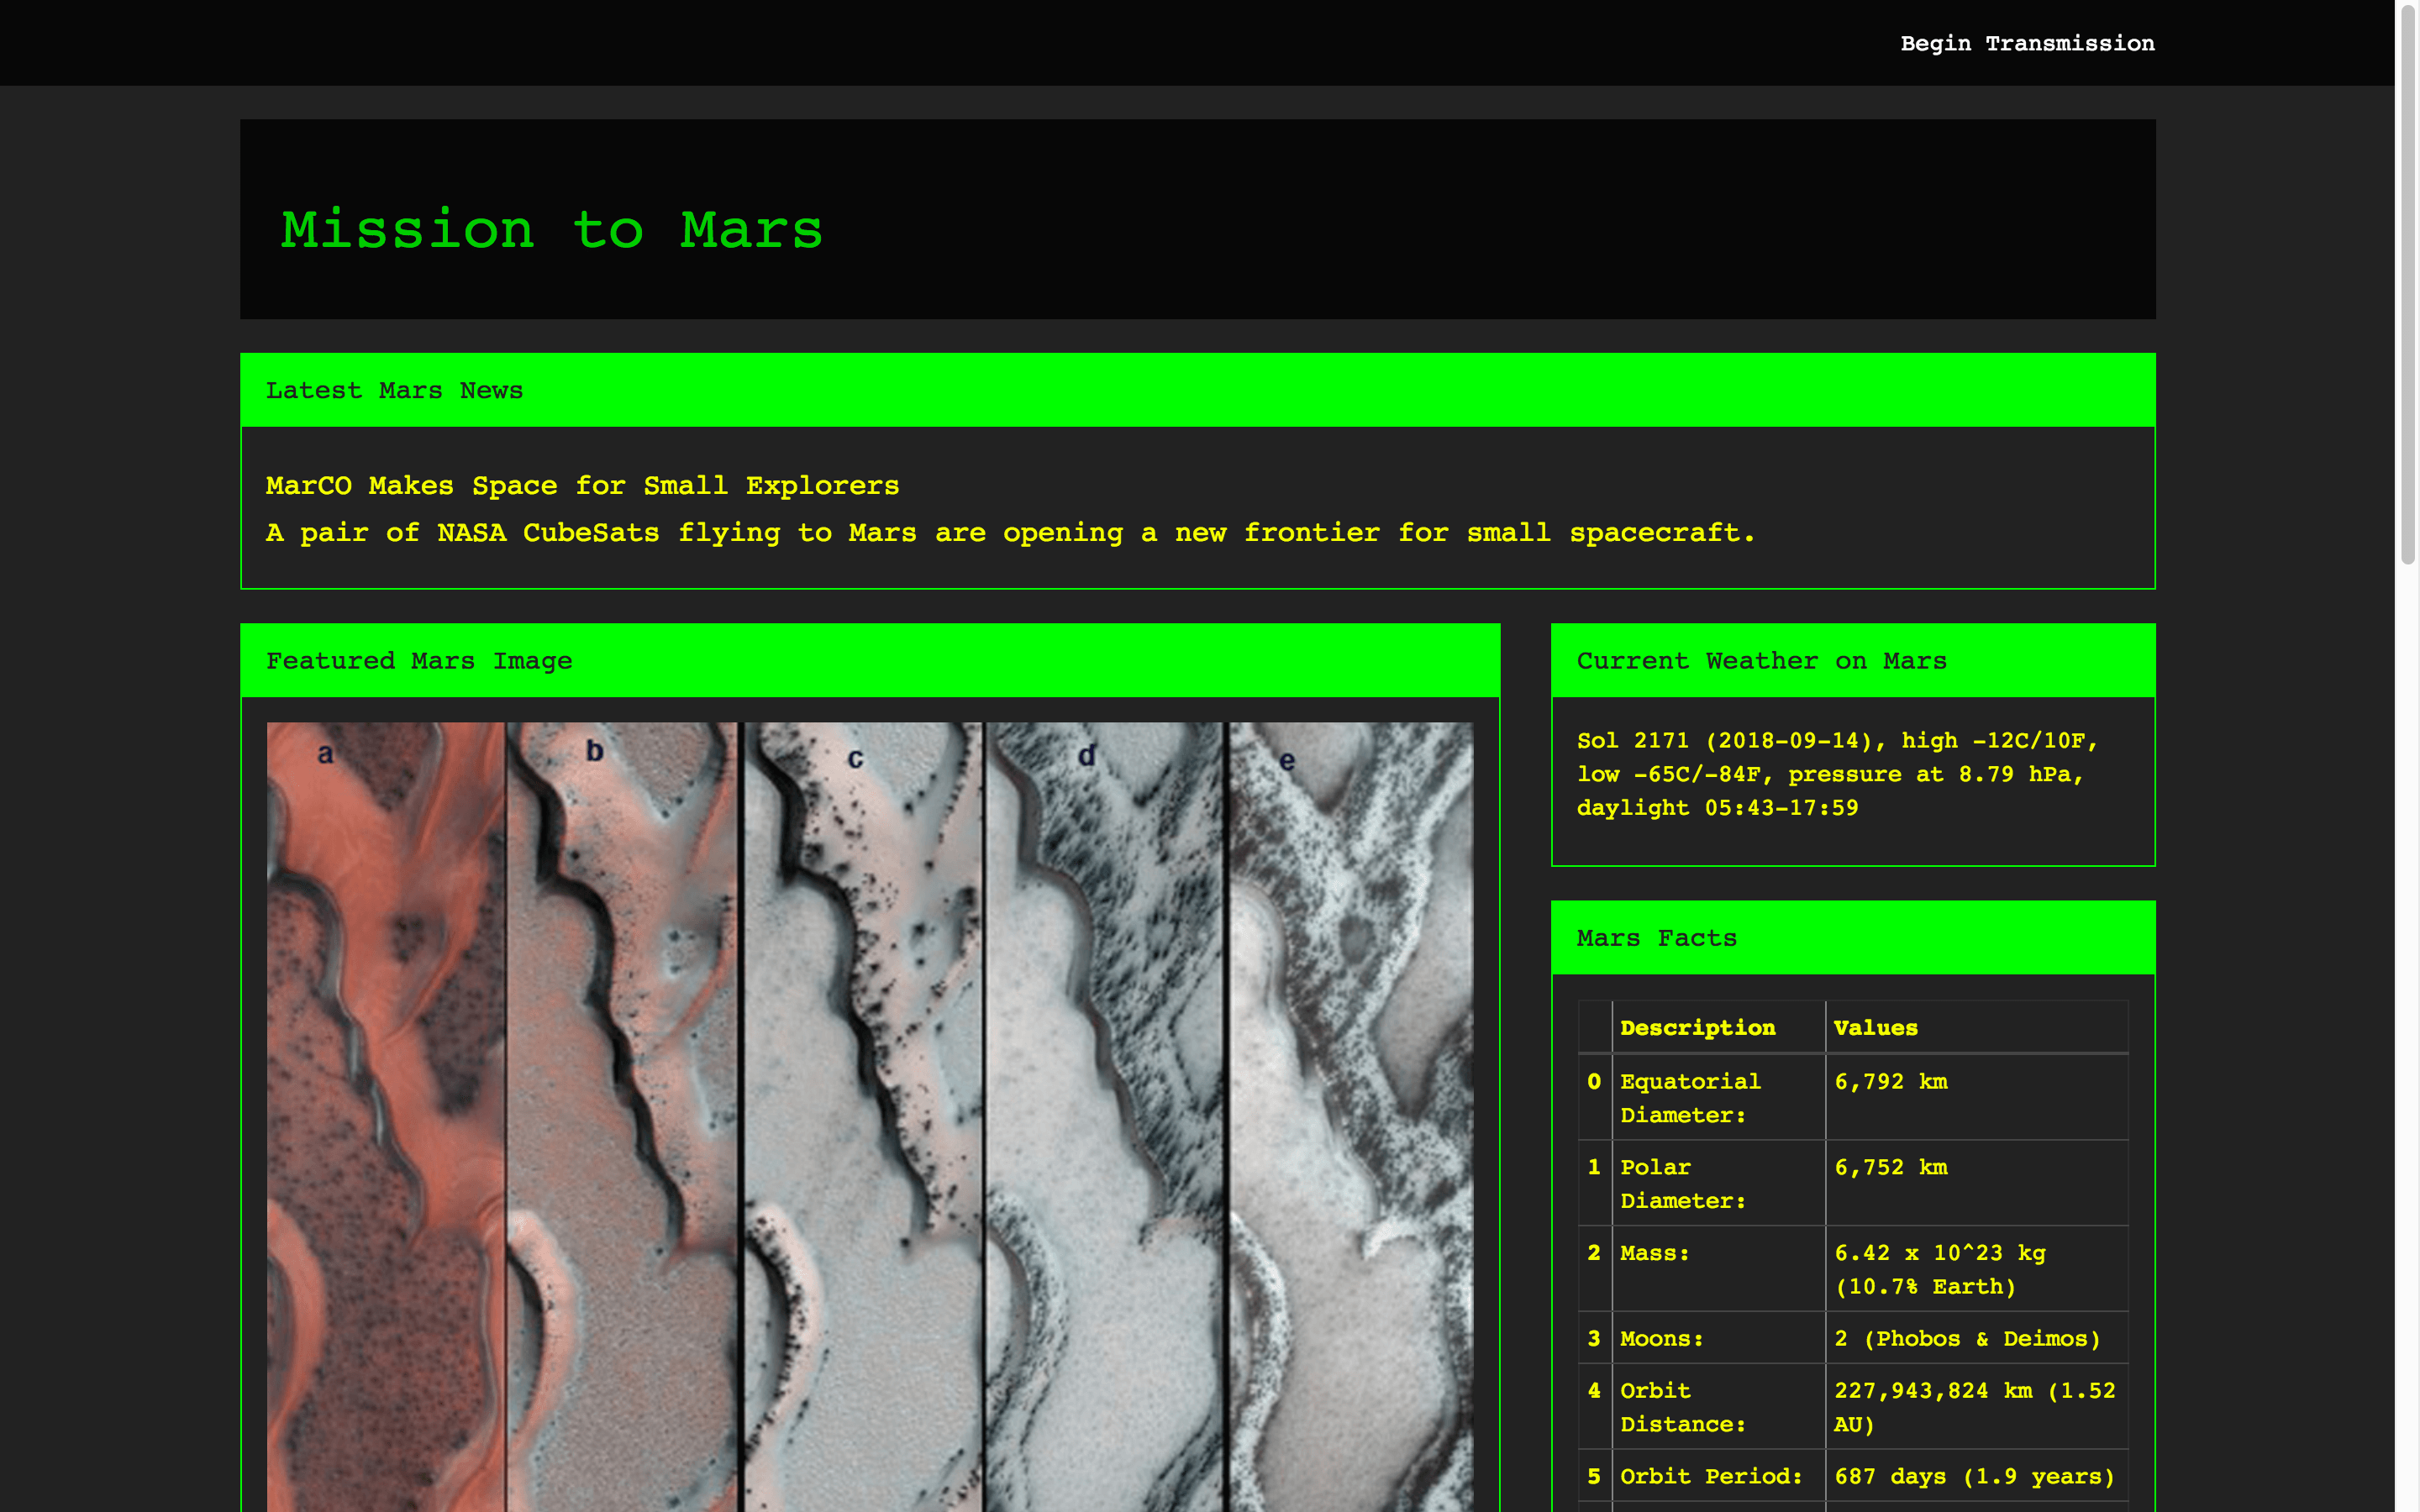 Begin Transmission
Mission to Mars
Latest Mars News
MarCO Makes Space for Small Explorers
A pair of NASA CubeSats flying to Mars are opening a new frontier for small spacecraft.
Featured Mars Image
a b c d e
Current Weather on Mars
Sol 2171 (2018-09-14), high -12C/10F,
low -65C/-84F, pressure at 8.79 hPa,
daylight 05:43-17:59
Mars Facts
Description Values
0 Equatorial 6,792 km
Diameter:
1 Polar 6,752 km
Diameter:
2 Mass: 6.42 x 10^23 kg
(10.7% Earth)
3 Moons: 2 (Phobos & Deimos)
4 Orbit 227,943,824 km (1.52
Distance: AU)
5 Orbit Period: 687 days (1.9 years)